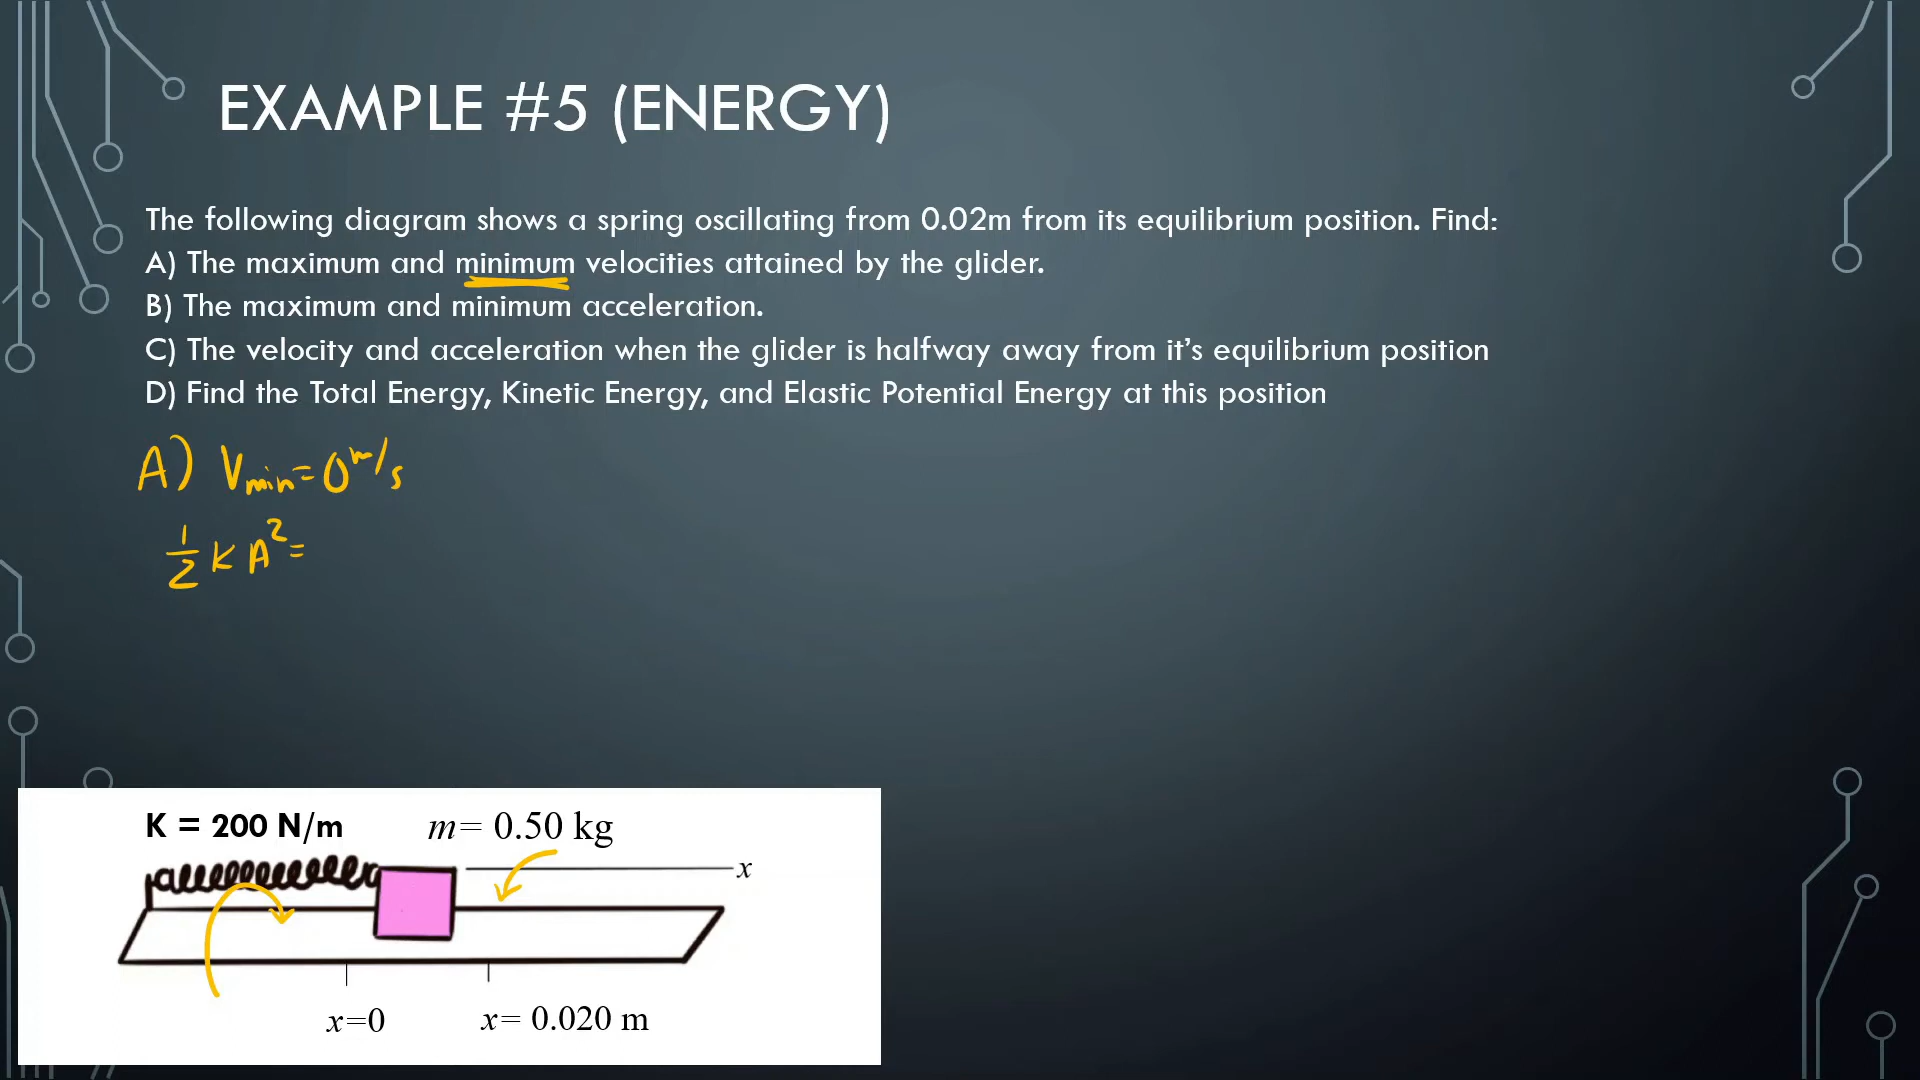 EXAMPLE #5 (ENERGY)
The following diagram shows a spring oscillating from 0.02m from its equilibrium position. Find:
A) The maximum and minimum velocities attained by the glider.
B) The maximum and minimum acceleration.
C) The velocity and acceleration when the glider is halfway away from it's equilibrium position
D) Find the Total Energy, Kinetic Energy, and Elastic Potential Energy at this position
A) Vmin = 0 m/s
1/2 K A² =
K = 200 N/m m= 0.50 kg
x
x=0 x= 0.020 m